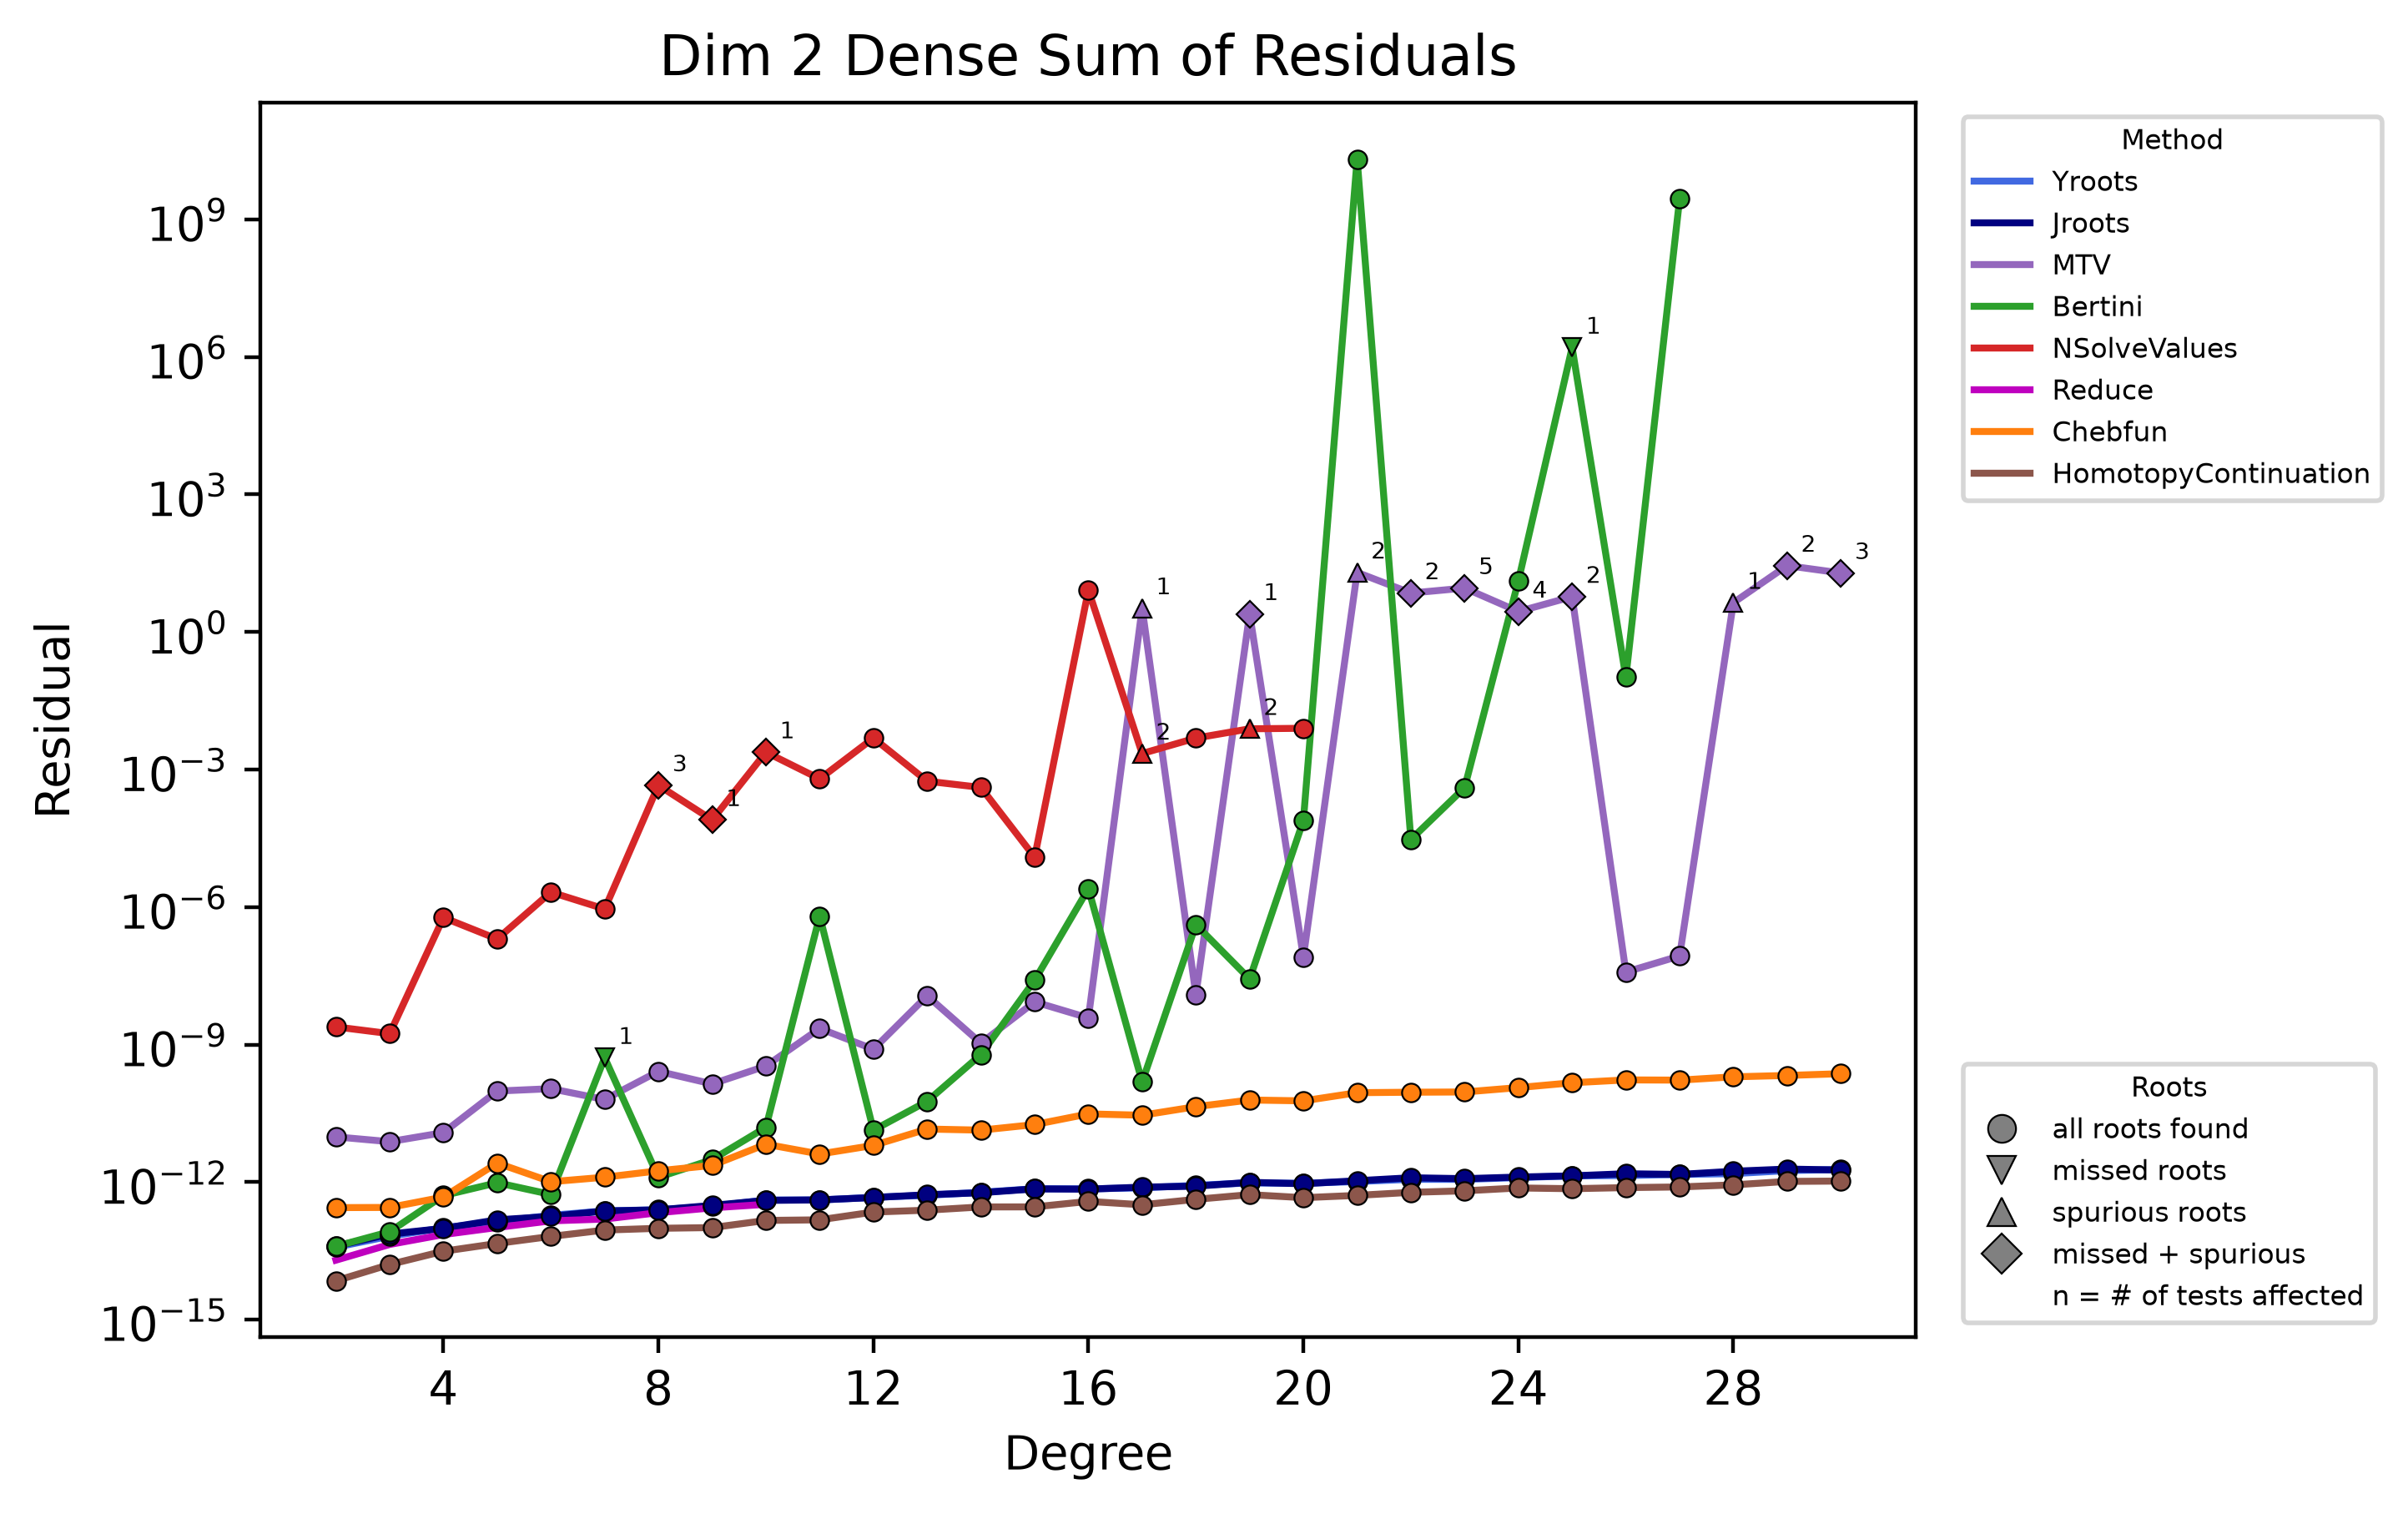 Dim 2 Dense Sum of Residuals
Residual
10^9
10^6
10^3
10^0
10^−3
10^−6
10^−9
10^−12
10^−15
4 8 12 16 20 24 28
Degree
1
3
1
1
1
2
1
2
2
2
5
4
2
1
1
2
3
Method
Yroots
Jroots
MTV
Bertini
NSolveValues
Reduce
Chebfun
HomotopyContinuation
Roots
all roots found
missed roots
spurious roots
missed + spurious
n = # of tests affected